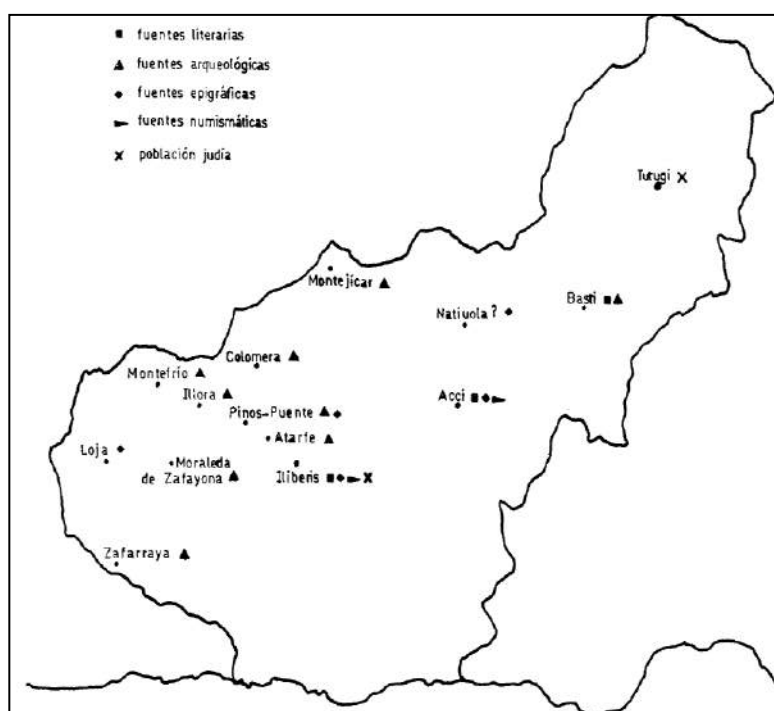 fuentes literarias
fuentes arqueológicas
fuentes epigráficas
fuentes numismáticas
población judía
Tutugi
Montejícar
Basti
Natiuola ?
Colomera
Montefrío
Illora
Acci
Pinos-Puente
Atarfe
Loja
Moraleda
de Zafayona
Iliberis
Zafarraya